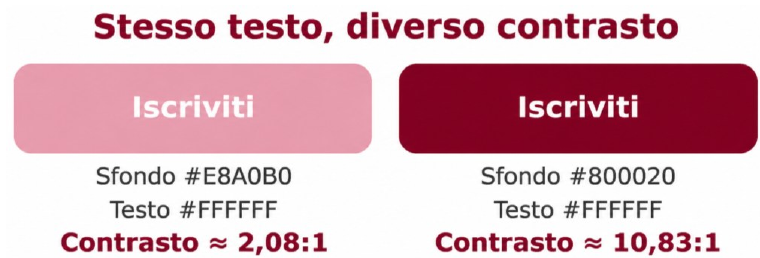 Stesso testo, diverso contrasto
Iscriviti
Sfondo #E8A0B0
Testo #FFFFFF
Contrasto ≈ 2,08:1
Iscriviti
Sfondo #800020
Testo #FFFFFF
Contrasto ≈ 10,83:1